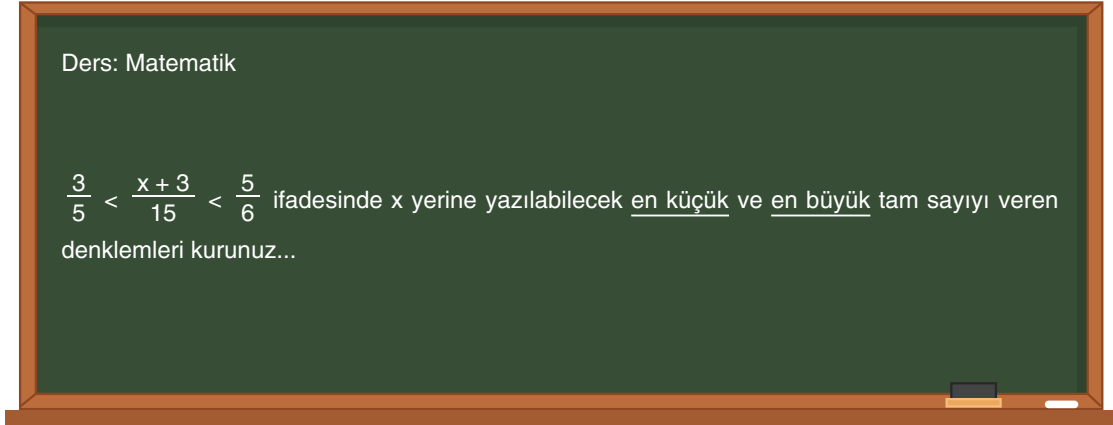 Ders: Matematik
3/5 < (x + 3)/15 < 5/6 ifadesinde x yerine yazılabilecek en küçük ve en büyük tam sayıyı veren
denklemleri kurunuz...